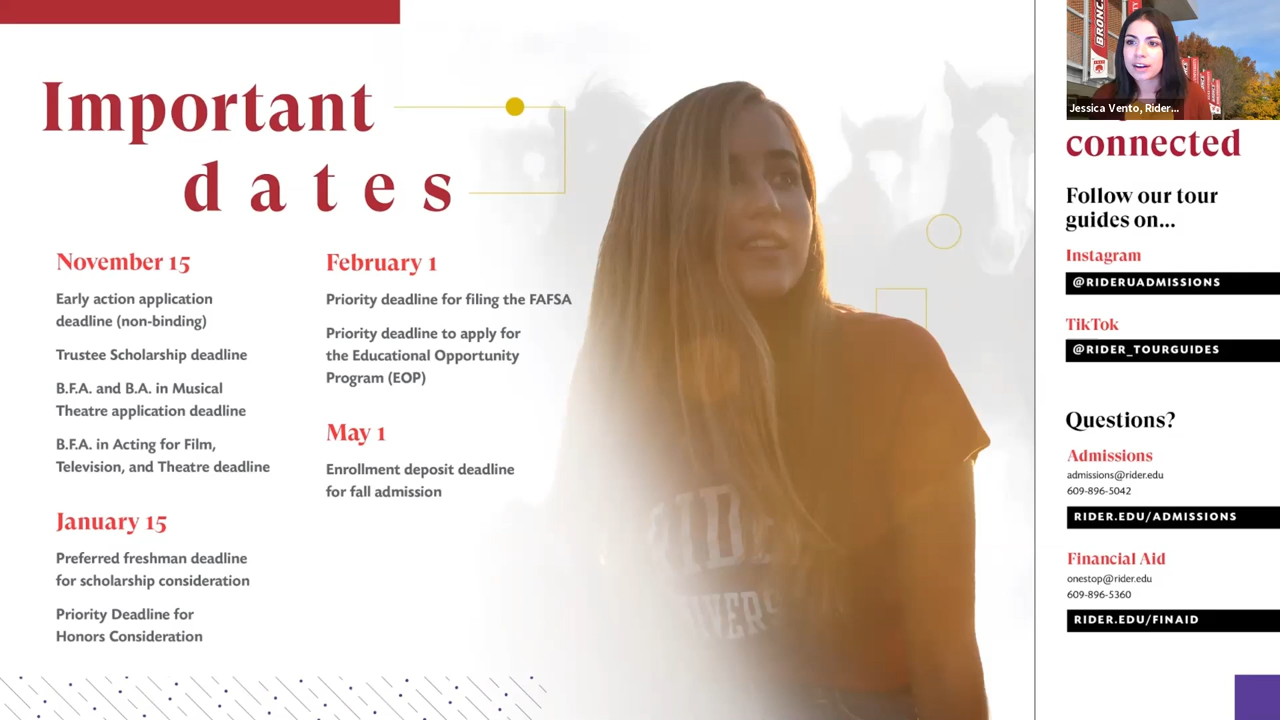 Important
dates
November 15
Early action application
deadline (non-binding)
Trustee Scholarship deadline
B.F.A. and B.A. in Musical
Theatre application deadline
B.F.A. in Acting for Film,
Television, and Theatre deadline
January 15
Preferred freshman deadline
for scholarship consideration
Priority Deadline for
Honors Consideration
February 1
Priority deadline for filing the FAFSA
Priority deadline to apply for
the Educational Opportunity
Program (EOP)
May 1
Enrollment deposit deadline
for fall admission
BRONC
Jessica Vento, Rider...
connected
Follow our tour
guides on...
Instagram
@RIDERUADMISSIONS
TikTok
@RIDER_TOURGUIDES
Questions?
Admissions
admissions@rider.edu
609-896-5042
RIDER.EDU/ADMISSIONS
Financial Aid
onestop@rider.edu
609-896-5360
RIDER.EDU/FINAID